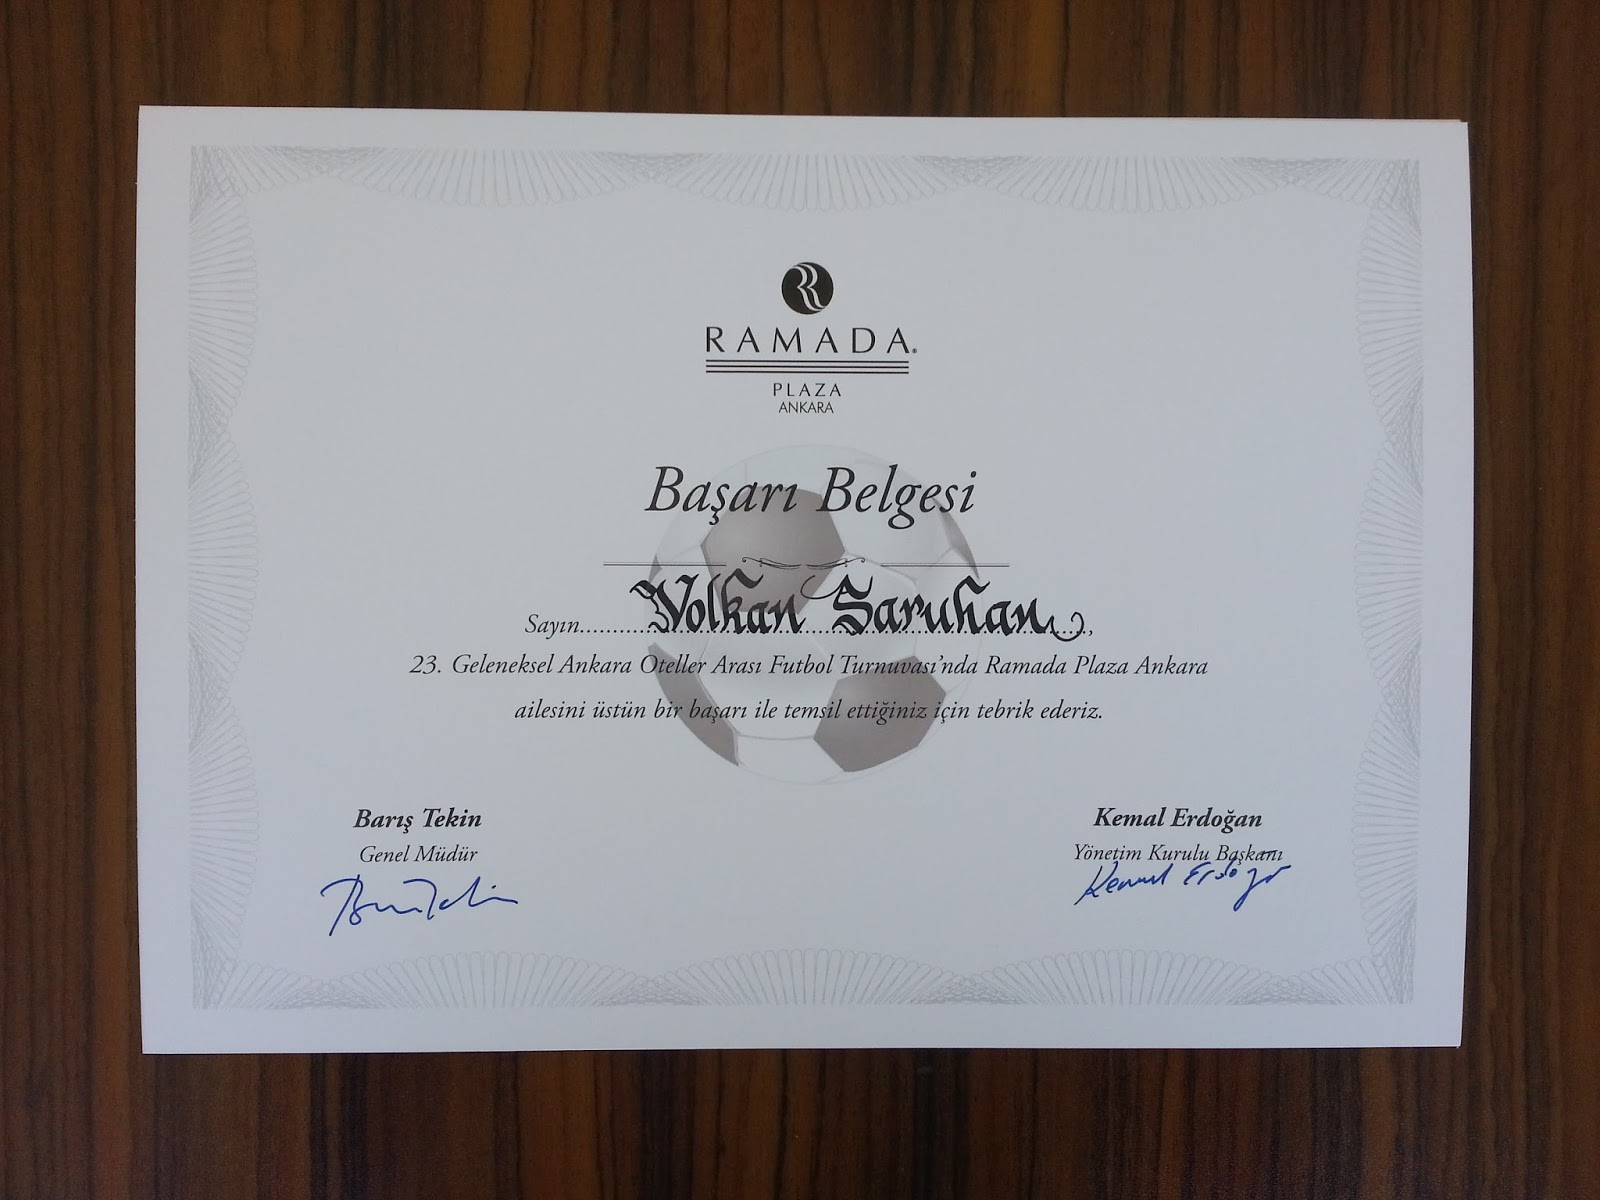 RAMADA®
PLAZA
ANKARA
Başarı Belgesi
Sayın Volkan Saruhan,
23. Geleneksel Ankara Oteller Arası Futbol Turnuvası'nda Ramada Plaza Ankara
ailesini üstün bir başarı ile temsil ettiğiniz için tebrik ederiz.
Barış Tekin
Genel Müdür
Kemal Erdoğan
Yönetim Kurulu Başkanı
Kemal Erdoğan